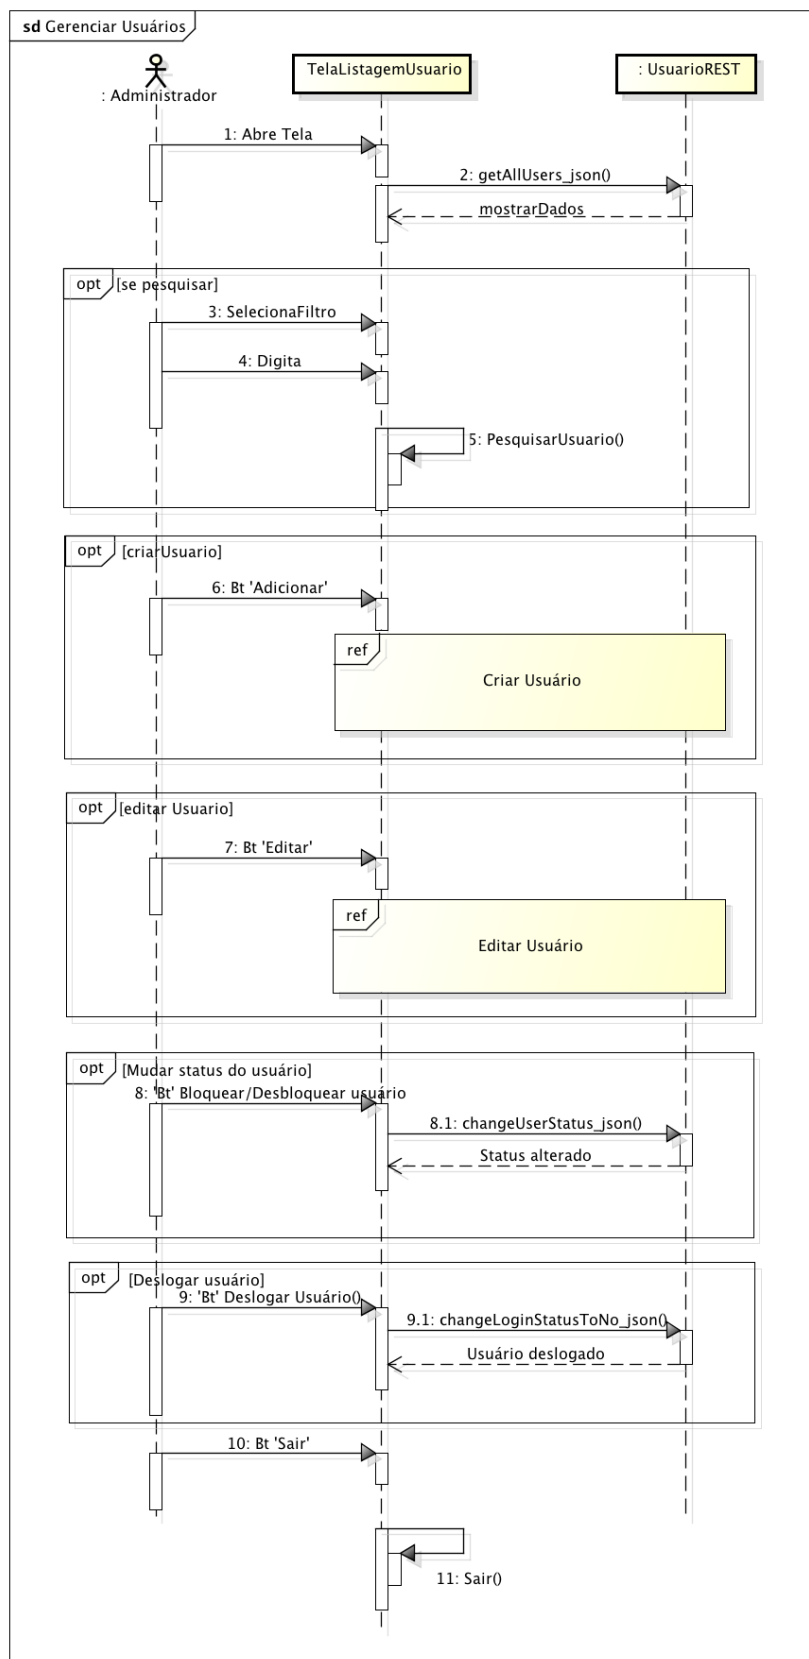 sd Gerenciar Usuários
: Administrador
TelaListagemUsuario
: UsuarioREST
1: Abre Tela
2: getAllUsers_json()
mostrarDados
opt [se pesquisar]
3: SelecionaFiltro
4: Digita
5: PesquisarUsuario()
opt [criarUsuario]
6: Bt 'Adicionar'
ref
Criar Usuário
opt [editar Usuario]
7: Bt 'Editar'
ref
Editar Usuário
opt [Mudar status do usuário]
8: 'Bt' Bloquear/Desbloquear usuário
8.1: changeUserStatus_json()
Status alterado
opt [Deslogar usuário]
9: 'Bt' Deslogar Usuário()
9.1: changeLoginStatusToNo_json()
Usuário deslogado
10: Bt 'Sair'
11: Sair()